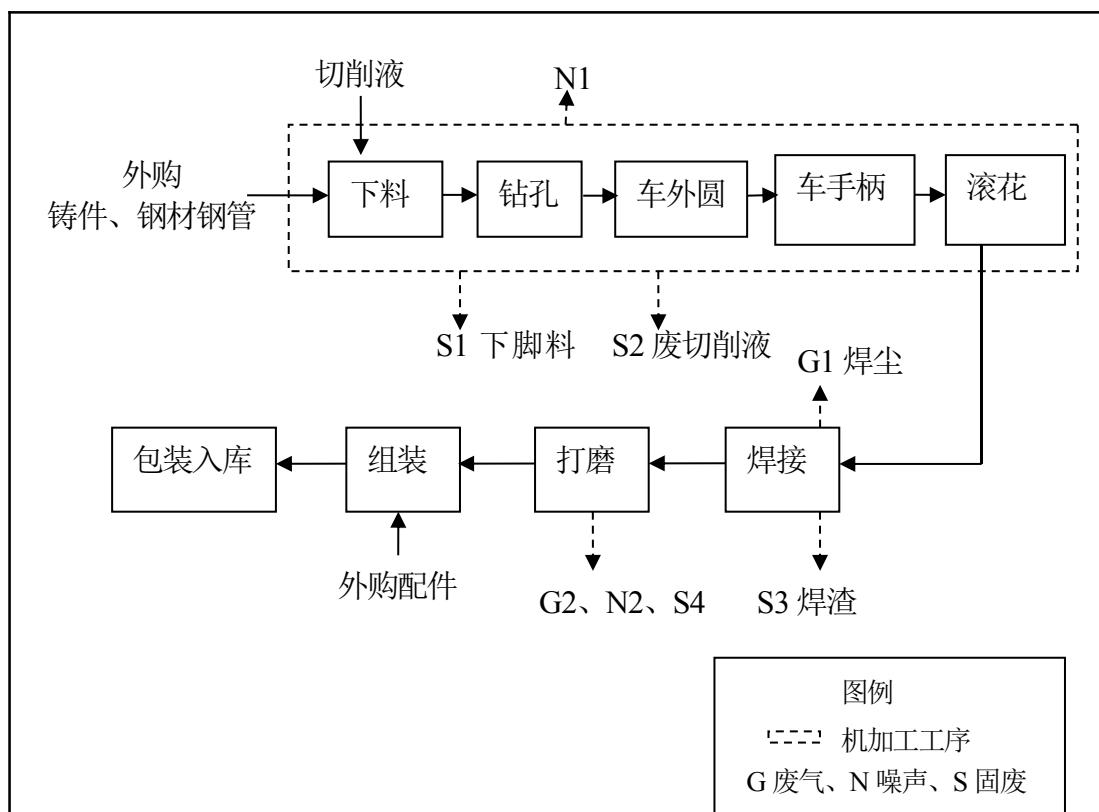 切削液
N1
外购
铸件、钢材钢管
下料
钻孔
车外圆
车手柄
滚花
S1 下脚料
S2 废切削液
G1 焊尘
包装入库
组装
打磨
焊接
外购配件
G2、N2、S4
S3 焊渣
图例
机加工工序
G 废气、N 噪声、S 固废